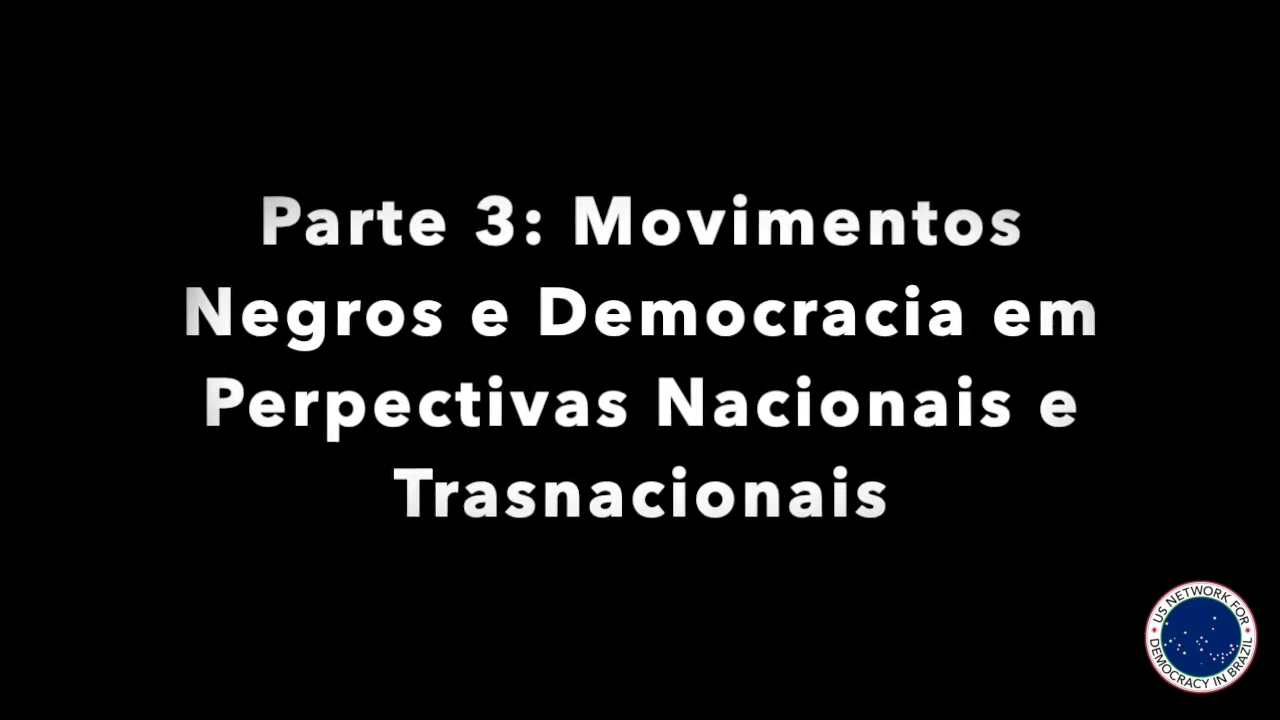 Parte 3: Movimentos
Negros e Democracia em
Perpectivas Nacionais e
Trasnacionais
US NETWORK FOR
DEMOCRACY IN BRAZIL